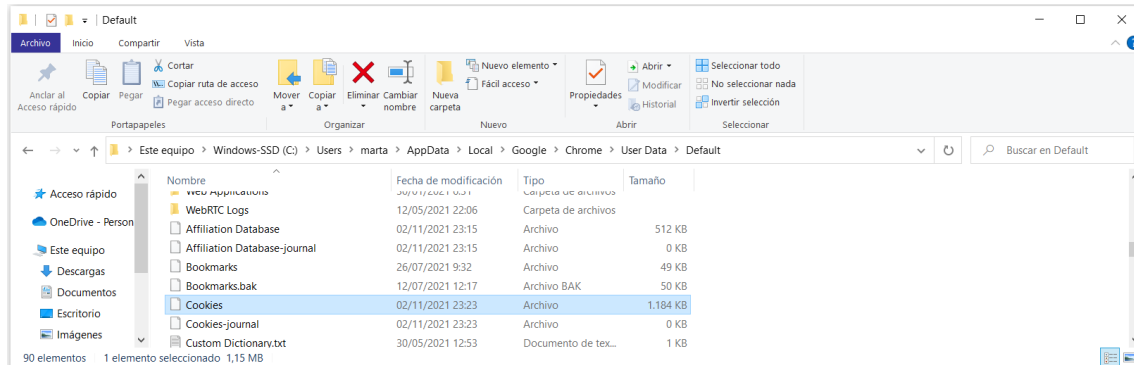 Default
Archivo Inicio Compartir Vista
Anclar al Acceso rápido
Copiar
Pegar
Cortar
Copiar ruta de acceso
Pegar acceso directo
Portapapeles
Mover a
Copiar a
Eliminar
Cambiar nombre
Organizar
Nueva carpeta
Nuevo elemento
Fácil acceso
Nuevo
Propiedades
Abrir
Modificar
Historial
Abrir
Seleccionar todo
No seleccionar nada
Invertir selección
Seleccionar
Este equipo > Windows-SSD (C:) > Users > marta > AppData > Local > Google > Chrome > User Data > Default
Buscar en Default
Acceso rápido
OneDrive - Person
Este equipo
Descargas
Documentos
Escritorio
Imágenes
Nombre Fecha de modificación Tipo Tamaño
Web Applications 30/01/2021 6:51 Carpeta de archivos
WebRTC Logs 12/05/2021 22:06 Carpeta de archivos
Affiliation Database 02/11/2021 23:15 Archivo 512 KB
Affiliation Database-journal 02/11/2021 23:15 Archivo 0 KB
Bookmarks 26/07/2021 9:32 Archivo 49 KB
Bookmarks.bak 12/07/2021 12:17 Archivo BAK 50 KB
Cookies 02/11/2021 23:23 Archivo 1.184 KB
Cookies-journal 02/11/2021 23:23 Archivo 0 KB
Custom Dictionary.txt 30/05/2021 12:53 Documento de tex... 1 KB
90 elementos 1 elemento seleccionado 1,15 MB